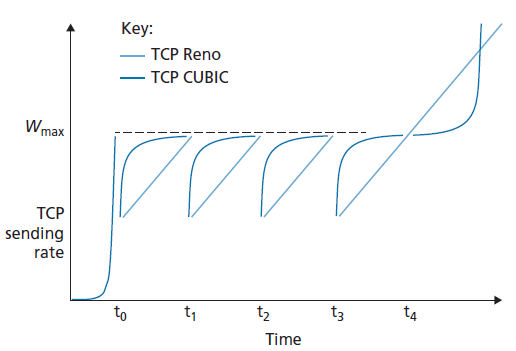 Key:
TCP Reno
TCP CUBIC
Wmax
TCP
sending
rate
t0 t1 t2 t3 t4
Time